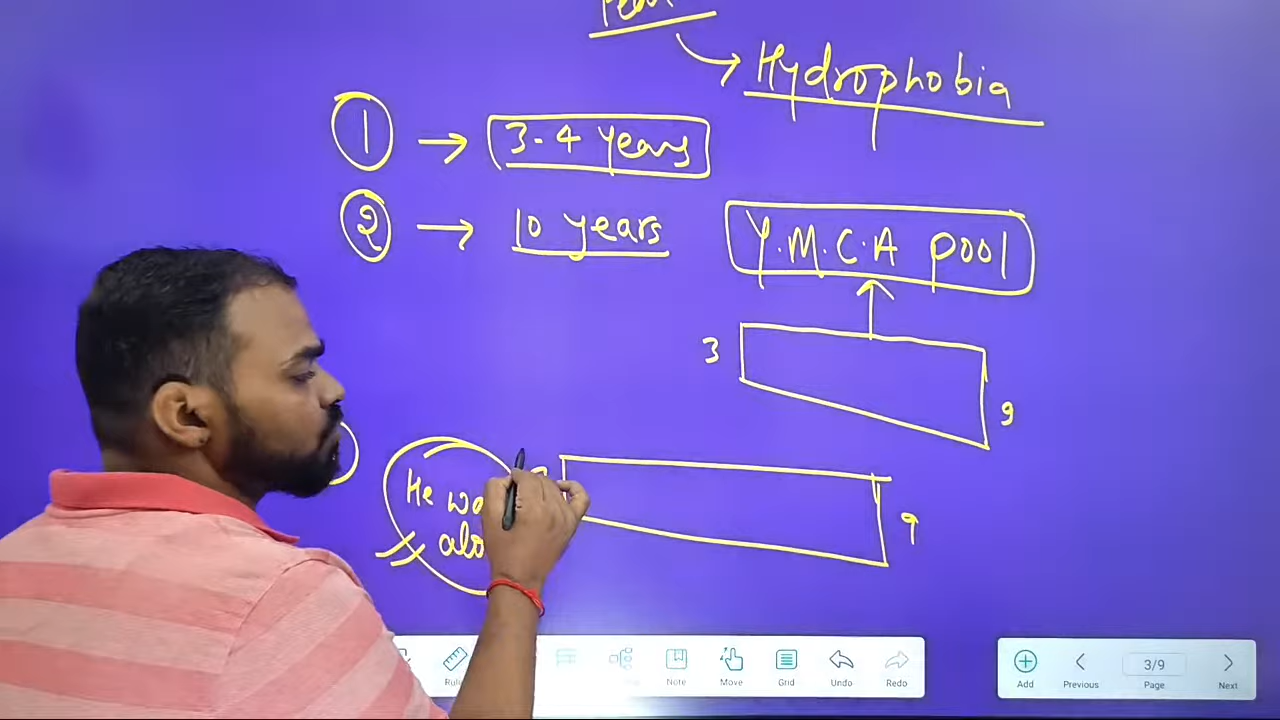 Hydrophobia
1 → 3-4 years
2 → 10 years
Y.M.C.A pool
3
9
He
9
Note
Move
Grid
Undo
Redo
Add
Previous
3/9
Page
Next